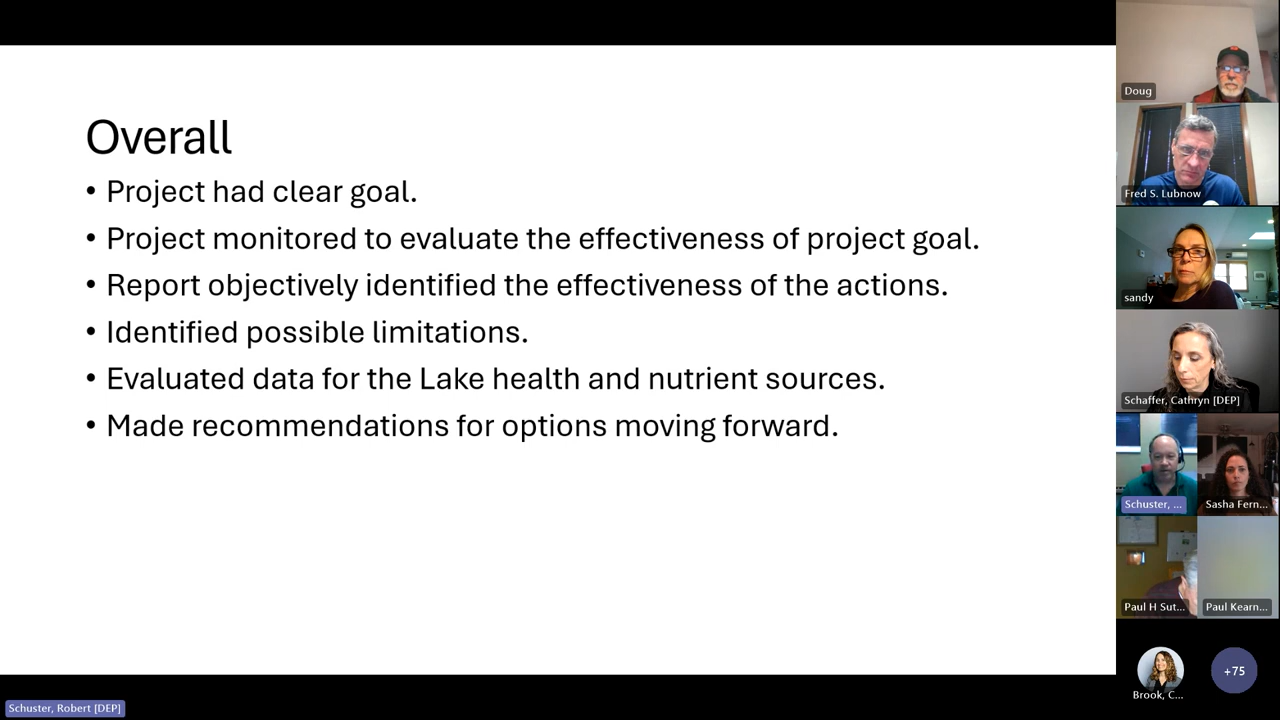 Overall
• Project had clear goal.
• Project monitored to evaluate the effectiveness of project goal.
• Report objectively identified the effectiveness of the actions.
• Identified possible limitations.
• Evaluated data for the Lake health and nutrient sources.
• Made recommendations for options moving forward.
Doug
Fred S. Lubnow
sandy
Schaffer, Cathryn [DEP]
Schuster, ...
Sasha Fern...
Paul H Sut...
Paul Kearn...
Brook, C...
+75
Schuster, Robert [DEP]